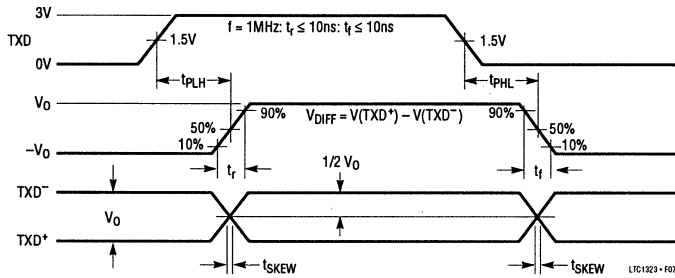 3V
f = 1MHz: tr ≤ 10ns: tf ≤ 10ns
TXD
1.5V
1.5V
0V
tPLH
tPHL
VO
90%
VDIFF = V(TXD+) – V(TXD–)
90%
50%
50%
10%
10%
–VO
tr
1/2 VO
tf
TXD–
VO
TXD+
tSKEW
tSKEW
LTC1323 • F07